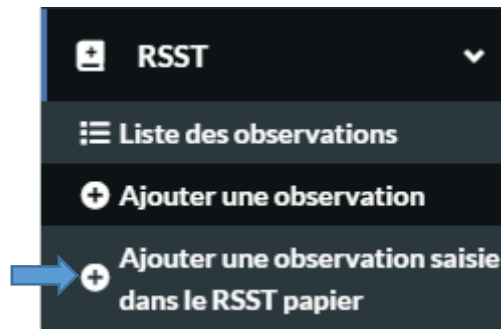 RSST
Liste des observations
Ajouter une observation
Ajouter une observation saisie
dans le RSST papier